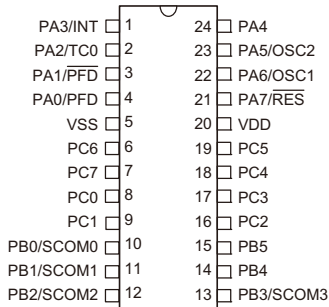 PA3/INT 1 24 PA4
PA2/TC0 2 23 PA5/OSC2
PA1/PFD 3 22 PA6/OSC1
PA0/PFD 4 21 PA7/RES
VSS 5 20 VDD
PC6 6 19 PC5
PC7 7 18 PC4
PC0 8 17 PC3
PC1 9 16 PC2
PB0/SCOM0 10 15 PB5
PB1/SCOM1 11 14 PB4
PB2/SCOM2 12 13 PB3/SCOM3